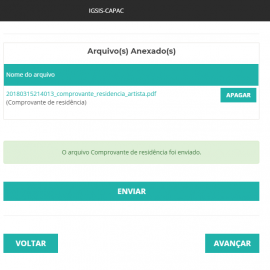 IGSIS-CAPAC
Arquivo(s) Anexado(s)
Nome do arquivo
20180315214013_comprovante_residencia_artista.pdf
(Comprovante de residência)
APAGAR
O arquivo Comprovante de residência foi enviado.
ENVIAR
VOLTAR
AVANÇAR